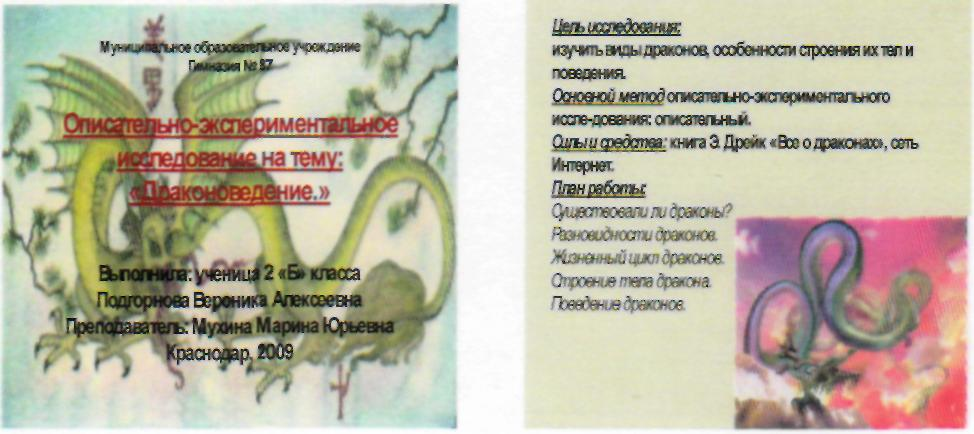 Муниципальное образовательное учреждение
Гимназия № 87
Описательно-экспериментальное
исследование на тему:
«Драконоведение.»
Выполнила: ученица 2 «Б» класса
Подгорнова Вероника Алексеевна
Преподаватель: Мухина Марина Юрьевна
Краснодар, 2009
Цель исследования:
изучить виды драконов, особенности строения их тел и
поведения.
Основной метод описательно-экспериментального
иссле-дования: описательный.
Силы и средства: книга Э. Дрейк «Все о драконах», сеть
Интернет.
План работы:
Существовали ли драконы?
Разновидности драконов.
Жизненный цикл драконов.
Строение тела дракона.
Поведение драконов.